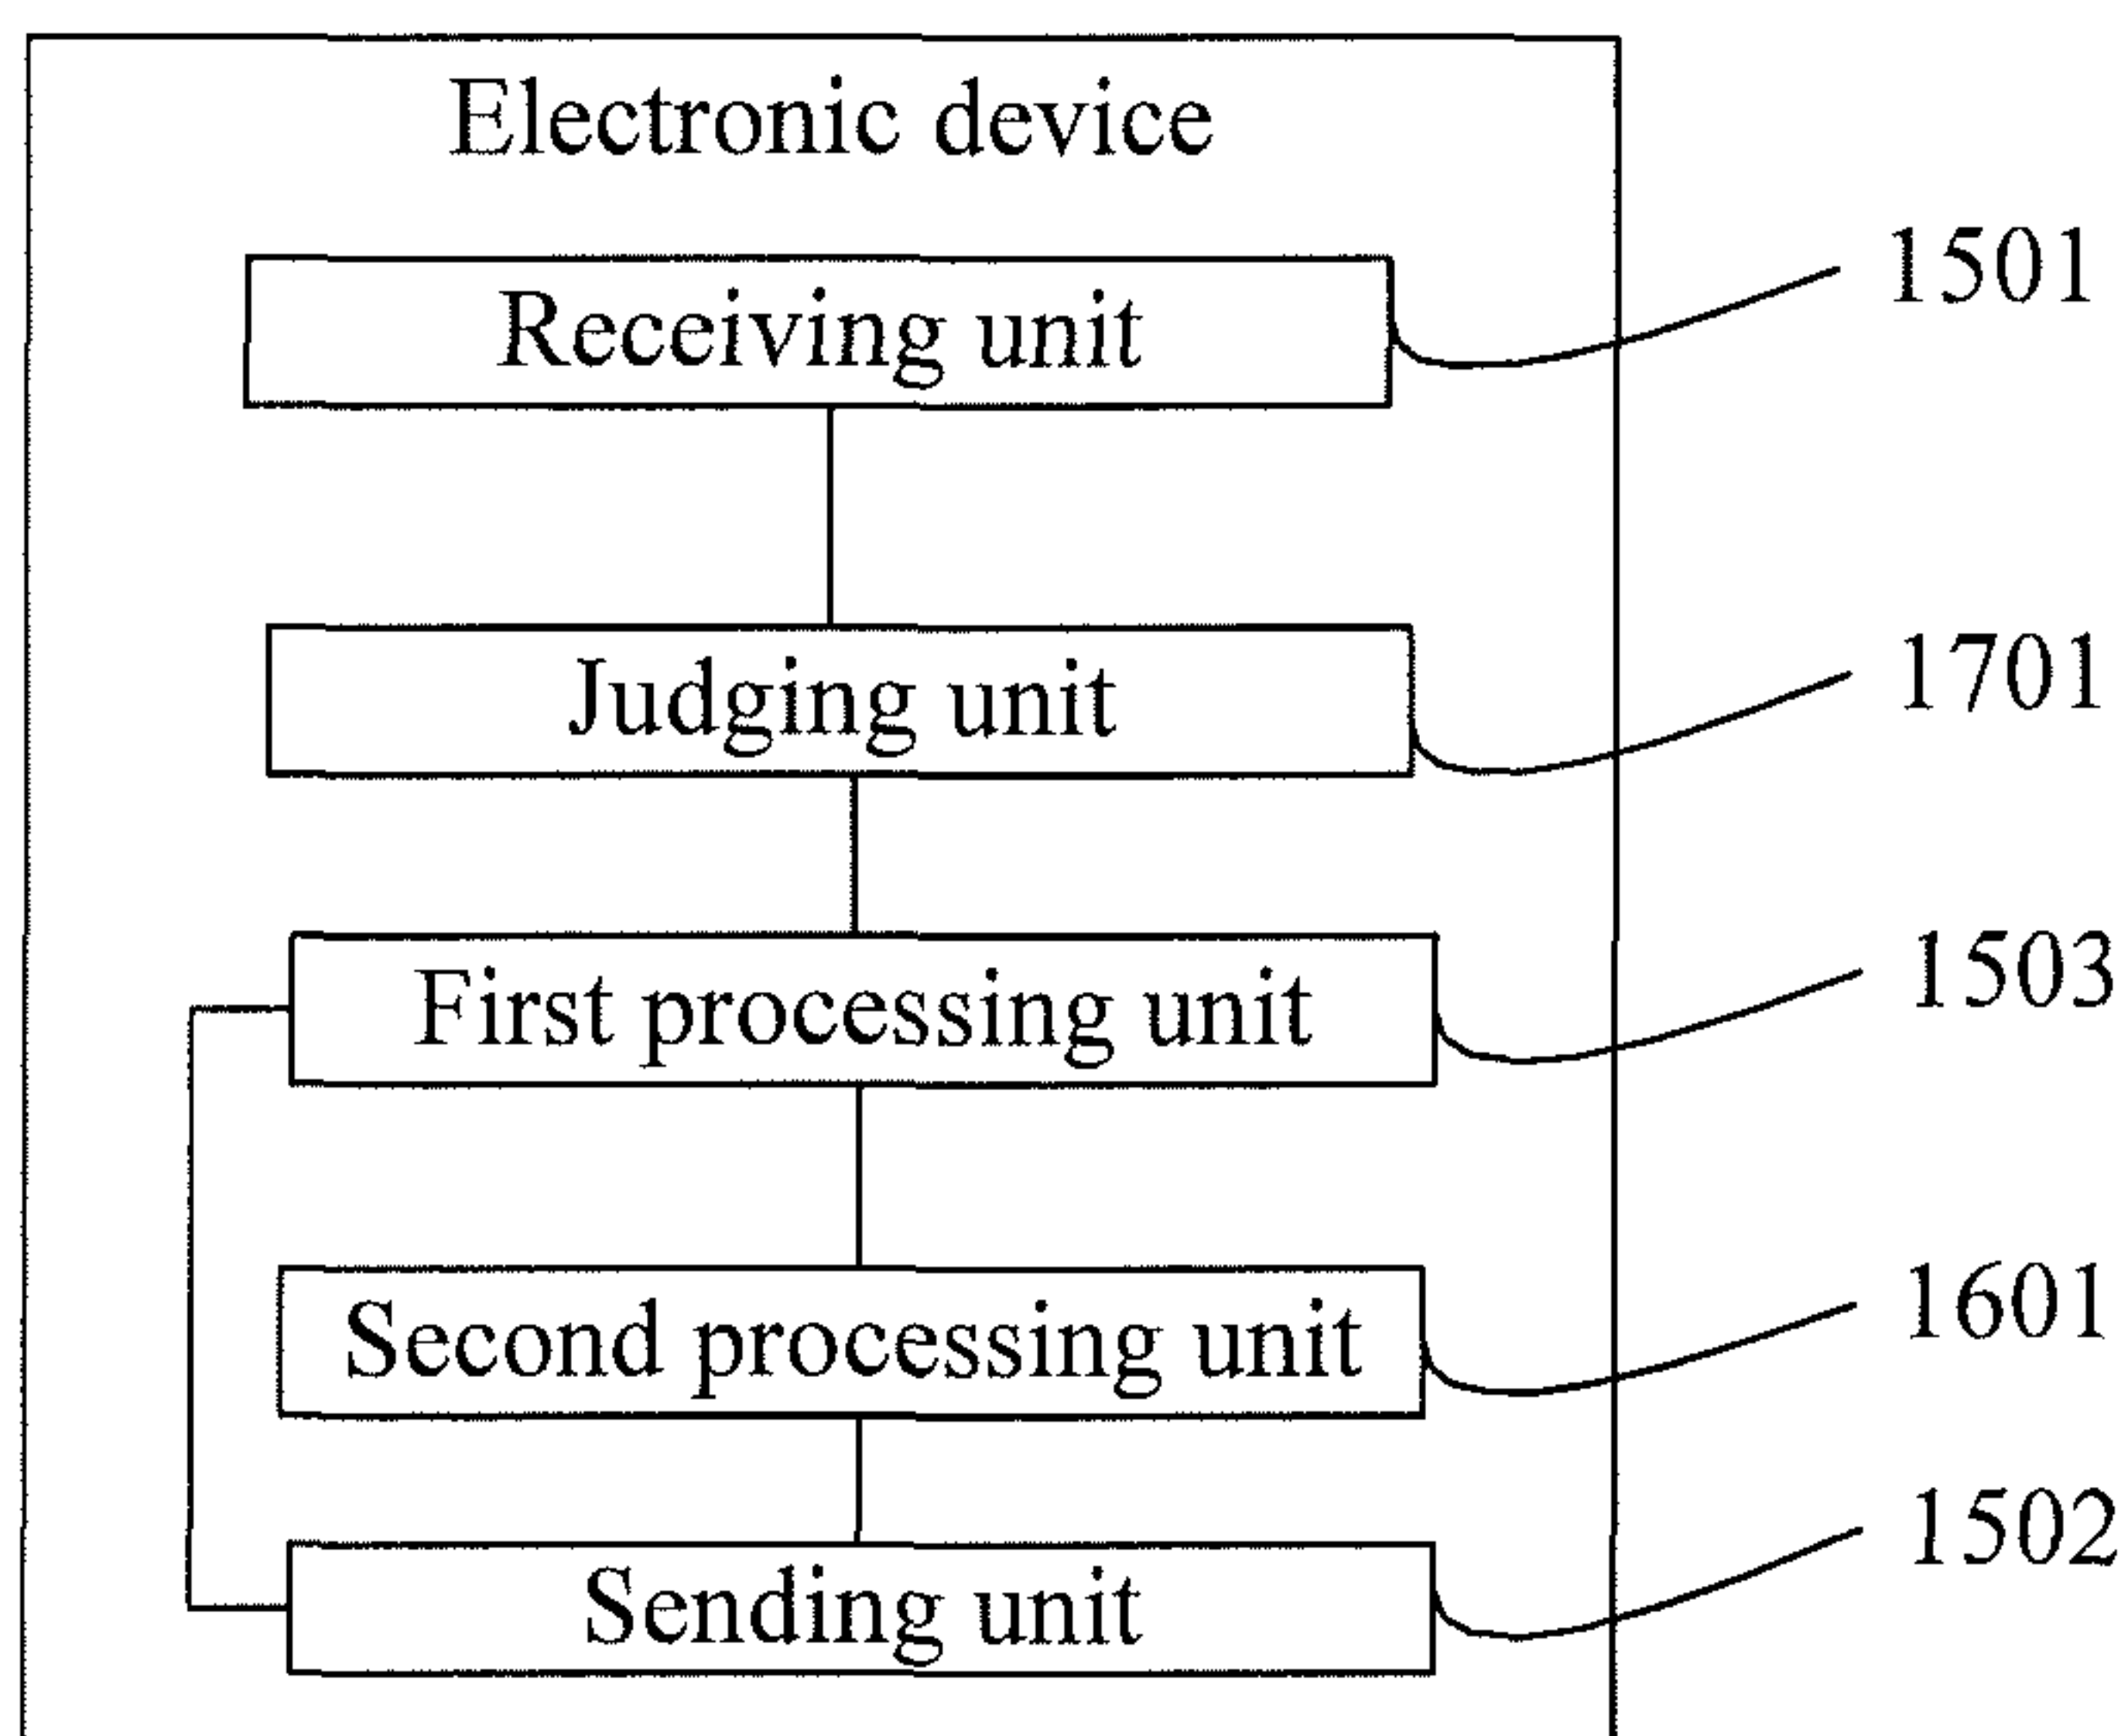 Electronic device
Receiving unit
1501
Judging unit
1701
First processing unit
1503
Second processing unit
1601
Sending unit
1502